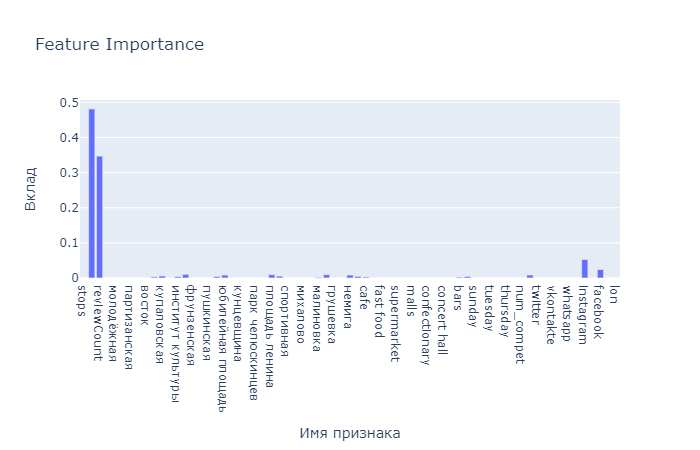 Feature Importance
0.5
0.4
0.3
0.2
0.1
0
Вклад
stops
reviewCount
молодёжная
партизанская
восток
купаловская
институт культуры
фрунзенская
пушкинская
юбилейная площадь
кунцевщина
парк челюскинцев
площадь ленина
спортивная
михалово
малиновка
грушевка
немига
cafe
fast food
supermarket
malls
confectionary
concert hall
bars
sunday
tuesday
thursday
num_compet
twitter
vkontakte
whatsapp
Instagram
facebook
lon
Имя признака